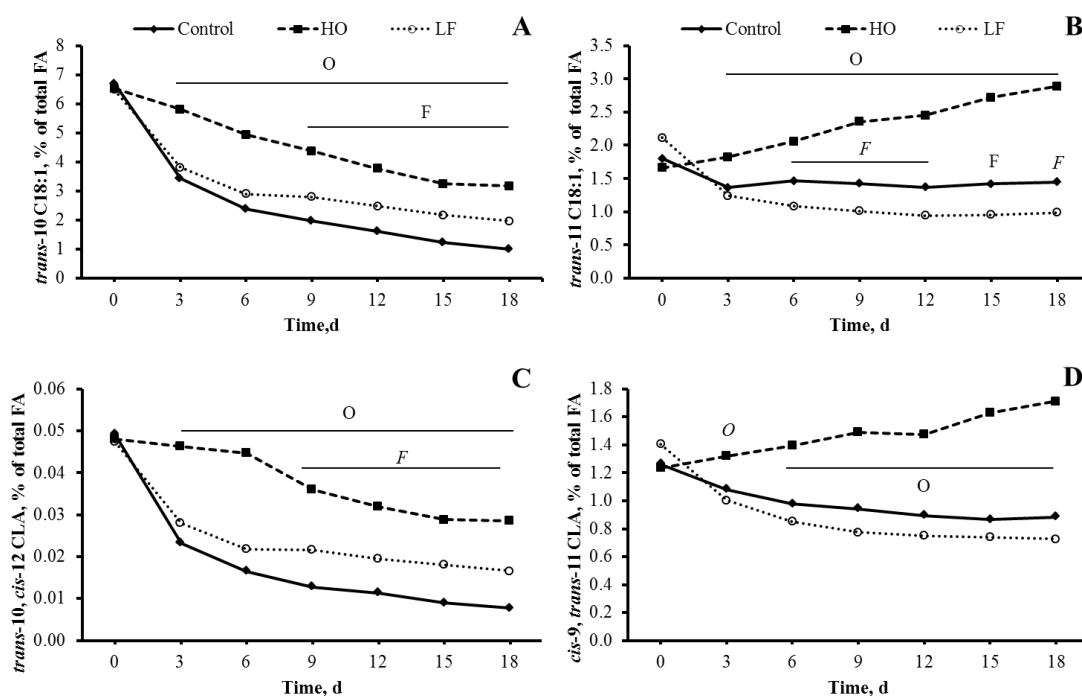 Control HO LF A
trans-10 C18:1, % of total FA
8
7
6
5
4
3
2
1
0
O
F
0 3 6 9 12 15 18
Time,d
Control HO LF B
trans-11 C18:1, % of total FA
3.5
3.0
2.5
2.0
1.5
1.0
0.5
0.0
O
F F F
0 3 6 9 12 15 18
Time, d
C
trans-10, cis-12 CLA, % of total FA
0.06
0.05
0.04
0.03
0.02
0.01
0.00
O
F
0 3 6 9 12 15 18
Time, d
D
cis-9, trans-11 CLA, % of total FA
1.8
1.6
1.4
1.2
1.0
0.8
0.6
0.4
0.2
0.0
O
O
0 3 6 9 12 15 18
Time, d